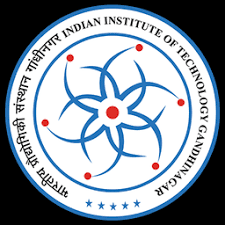 भारतीय प्रौद्योगिकी संस्थान गांधीनगर
INDIAN INSTITUTE OF TECHNOLOGY GANDHINAGAR